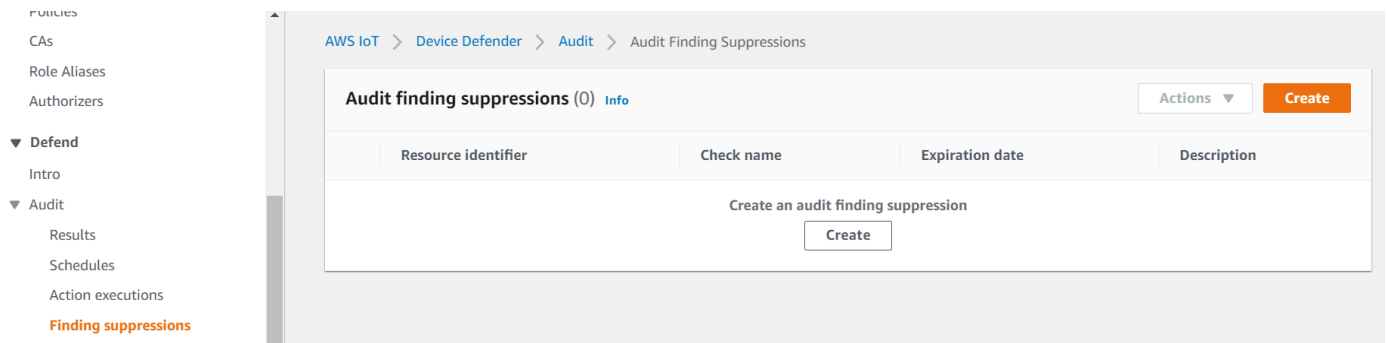 Policies
CAs
Role Aliases
Authorizers
Defend
Intro
Audit
Results
Schedules
Action executions
Finding suppressions
AWS IoT > Device Defender > Audit > Audit Finding Suppressions
Audit finding suppressions (0) Info
Actions Create
Resource identifier Check name Expiration date Description
Create an audit finding suppression
Create